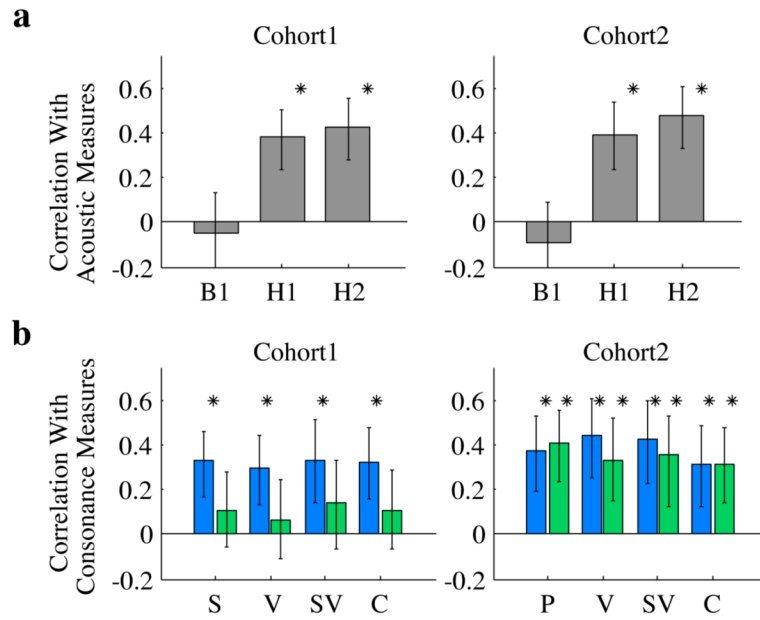 a
Cohort1
Cohort2
Correlation With
Acoustic Measures
0.6
0.4
0.2
0
-0.2
B1 H1 H2
* *
0.6
0.4
0.2
0
-0.2
B1 H1 H2
* *
b
Cohort1
Cohort2
Correlation With
Consonance Measures
0.6
0.4
0.2
0
-0.2
S V SV C
* * * *
0.6
0.4
0.2
0
-0.2
P V SV C
* * * * * * * *